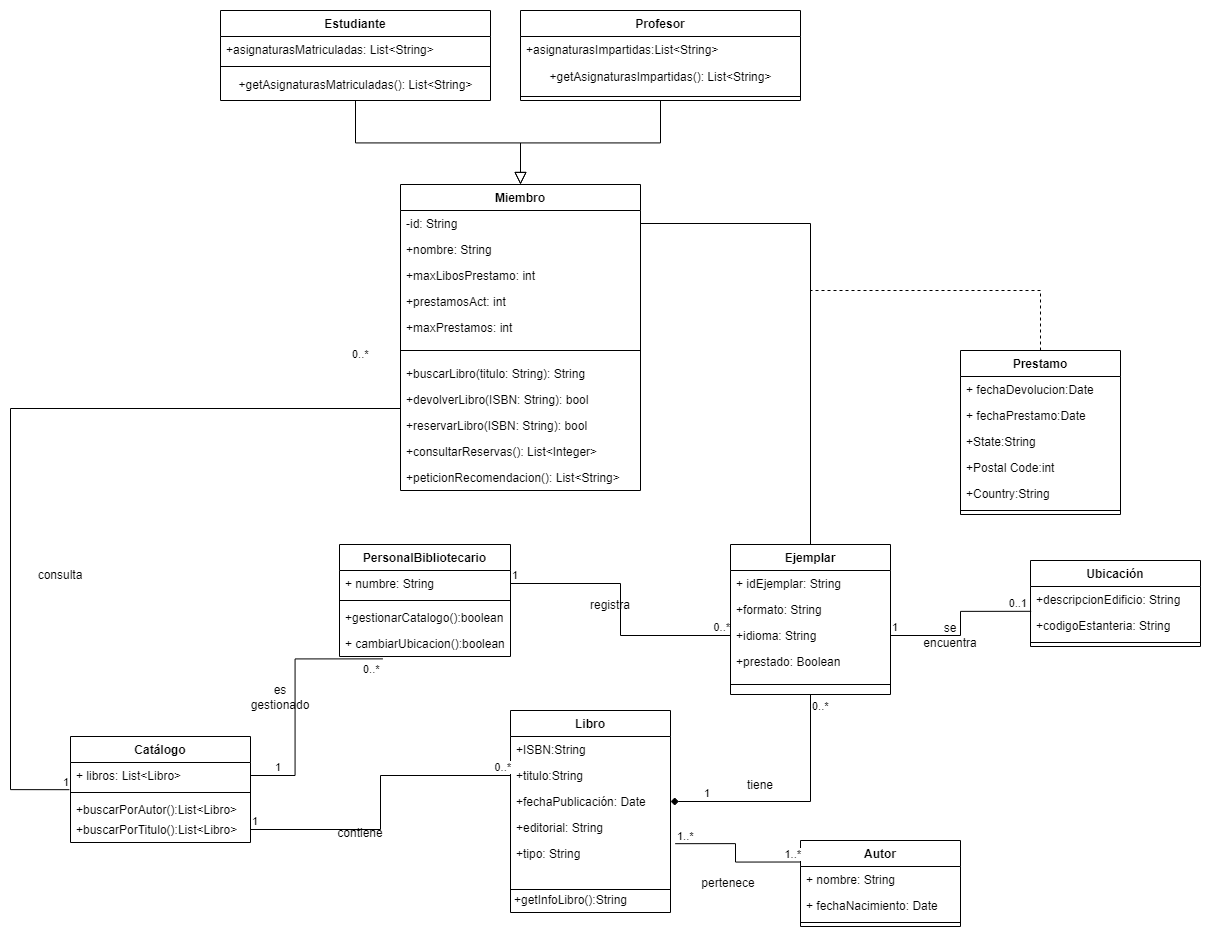 Estudiante
+asignaturasMatriculadas: List<String>
+getAsignaturasMatriculadas(): List<String>
Profesor
+asignaturasImpartidas:List<String>
+getAsignaturasImpartidas(): List<String>
Miembro
-id: String
+nombre: String
+maxLibosPrestamo: int
+prestamosAct: int
+maxPrestamos: int
0..*
+buscarLibro(titulo: String): String
+devolverLibro(ISBN: String): bool
+reservarLibro(ISBN: String): bool
+consultarReservas(): List<Integer>
+peticionRecomendacion(): List<String>
Prestamo
+ fechaDevolucion:Date
+ fechaPrestamo:Date
+State:String
+Postal Code:int
+Country:String
consulta
PersonalBibliotecario
+ numbre: String
+gestionarCatalogo():boolean
+ cambiarUbicacion():boolean
1
registra
0..*
Ejemplar
+ idEjemplar: String
+formato: String
+idioma: String
+prestado: Boolean
1
se
encuentra
0..1
Ubicación
+descripcionEdificio: String
+codigoEstanteria: String
0..*
es
gestionado
1
Catálogo
+ libros: List<Libro>
+buscarPorAutor():List<Libro>
+buscarPorTitulo():List<Libro>
1
1
contiene
0..*
Libro
+ISBN:String
+titulo:String
+fechaPublicación: Date
+editorial: String
+tipo: String
+getInfoLibro():String
0..*
tiene
1
1..*
pertenece
1..*
Autor
+ nombre: String
+ fechaNacimiento: Date